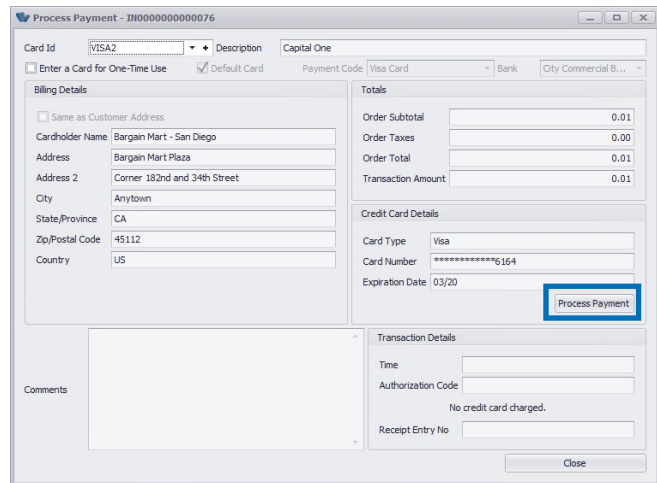 Process Payment - IN0000000000076
Card Id VISA2 + Description Capital One
Enter a Card for One-Time Use Default Card Payment Code Visa Card Bank City Commercial B...
Billing Details
Same as Customer Address
Cardholder Name Bargain Mart - San Diego
Address Bargain Mart Plaza
Address 2 Corner 182nd and 34th Street
City Anytown
State/Province CA
Zip/Postal Code 45112
Country US
Totals
Order Subtotal 0.01
Order Taxes 0.00
Order Total 0.01
Transaction Amount 0.01
Credit Card Details
Card Type Visa
Card Number ************6164
Expiration Date 03/20
Process Payment
Comments
Transaction Details
Time
Authorization Code
No credit card charged.
Receipt Entry No
Close